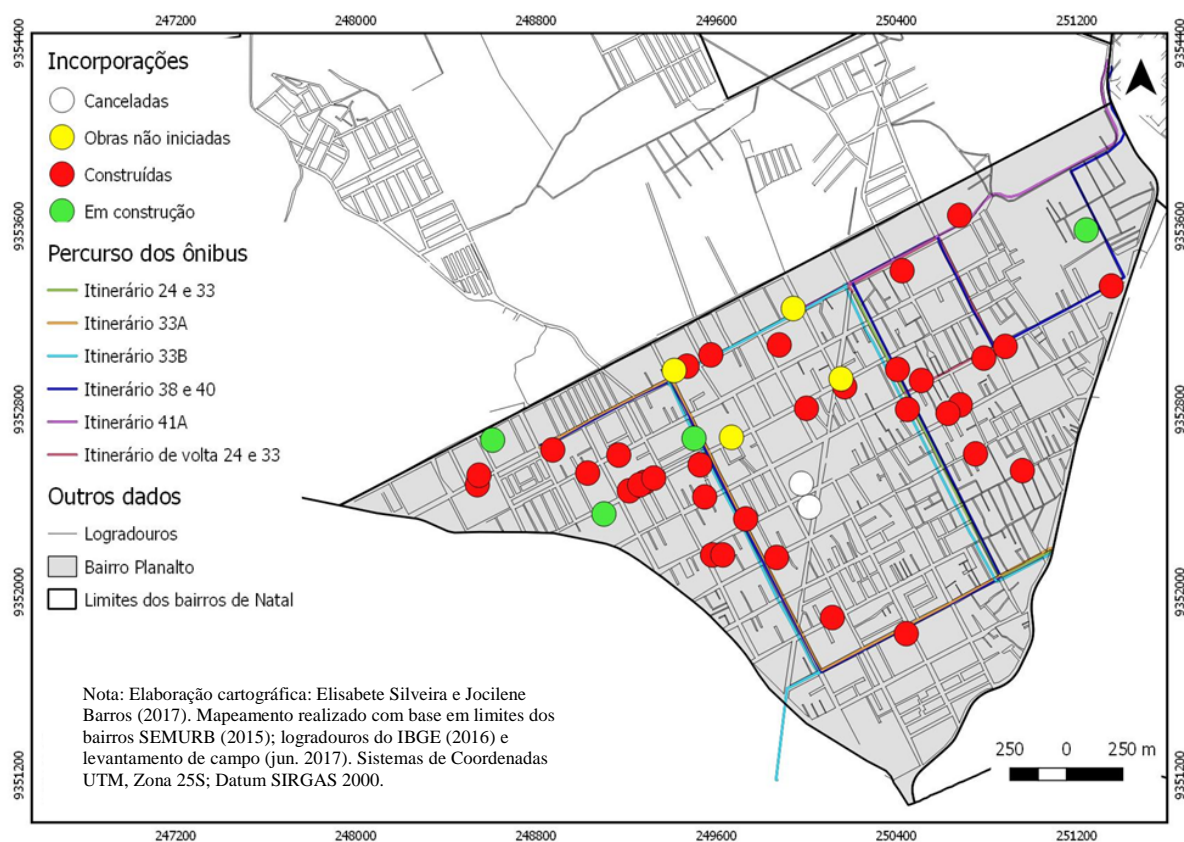 247200 248000 248800 249600 250400 251200
9354400
9354400
Incorporações
Canceladas
Obras não iniciadas
Construídas
Em construção
9353600
9353600
Percurso dos ônibus
Itinerário 24 e 33
Itinerário 33A
Itinerário 33B
Itinerário 38 e 40
Itinerário 41A
Itinerário de volta 24 e 33
9352800
9352800
Outros dados
Logradouros
Bairro Planalto
Limites dos bairros de Natal
9352000
9352000
Nota: Elaboração cartográfica: Elisabete Silveira e Jocilene
Barros (2017). Mapeamento realizado com base em limites dos
bairros SEMURB (2015); logradouros do IBGE (2016) e
levantamento de campo (jun. 2017). Sistemas de Coordenadas
UTM, Zona 25S; Datum SIRGAS 2000.
250 0 250 m
9351200
9351200
247200 248000 248800 249600 250400 251200